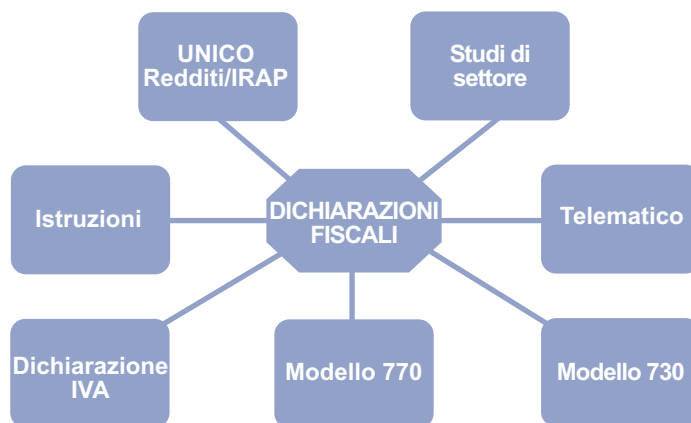 UNICO
Redditi/IRAP
Studi di
settore
Istruzioni
DICHIARAZIONI
FISCALI
Telematico
Dichiarazione
IVA
Modello 770
Modello 730